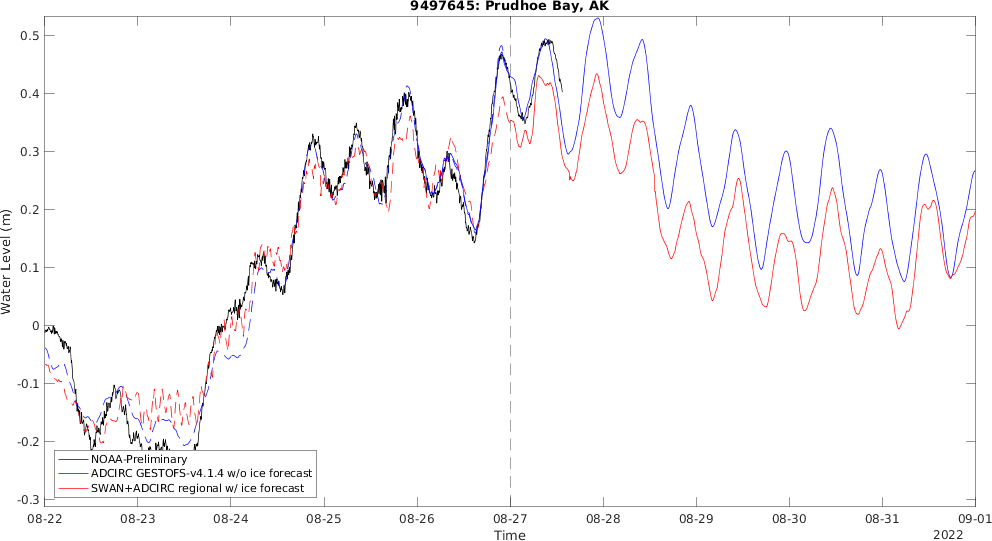 9497645: Prudhoe Bay, AK
0.5
0.4
0.3
0.2
0.1
0
-0.1
-0.2
-0.3
Water Level (m)
NOAA-Preliminary
ADCIRC GESTOFS-v4.1.4 w/o ice forecast
SWAN+ADCIRC regional w/ ice forecast
08-22 08-23 08-24 08-25 08-26 08-27 08-28 08-29 08-30 08-31 09-01
Time
2022